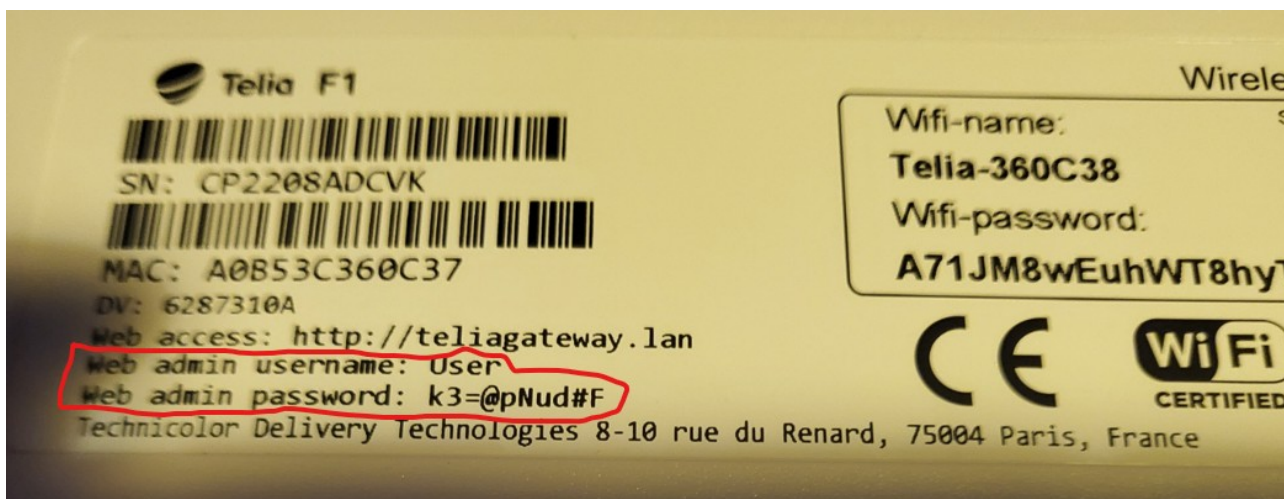 Telia F1
SN: CP2208ADCVK
MAC: A0B53C360C37
DV: 6287310A
Web access: http://teliagateway.lan
Web admin username: User
Web admin password: k3=@pNud#F
Technicolor Delivery Technologies 8-10 rue du Renard, 75004 Paris, France
Wirele
Wifi-name:
Telia-360C38
Wifi-password:
A71JM8wEuhWT8hyT
CE
WiFi
CERTIFIED